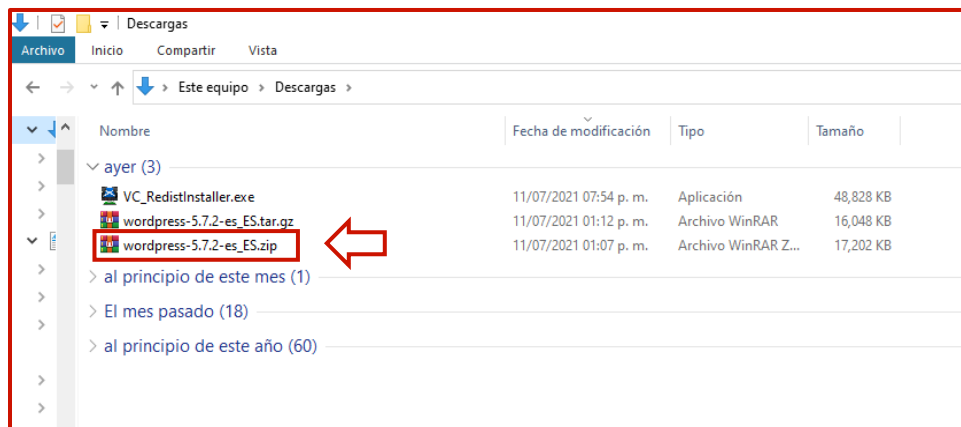 Descargas
Archivo Inicio Compartir Vista
Este equipo Descargas
Nombre Fecha de modificación Tipo Tamaño
ayer (3)
VC_RedistInstaller.exe 11/07/2021 07:54 p. m. Aplicación 48,828 KB
wordpress-5.7.2-es_ES.tar.gz 11/07/2021 01:12 p. m. Archivo WinRAR 16,048 KB
wordpress-5.7.2-es_ES.zip 11/07/2021 01:07 p. m. Archivo WinRAR Z... 17,202 KB
al principio de este mes (1)
El mes pasado (18)
al principio de este año (60)